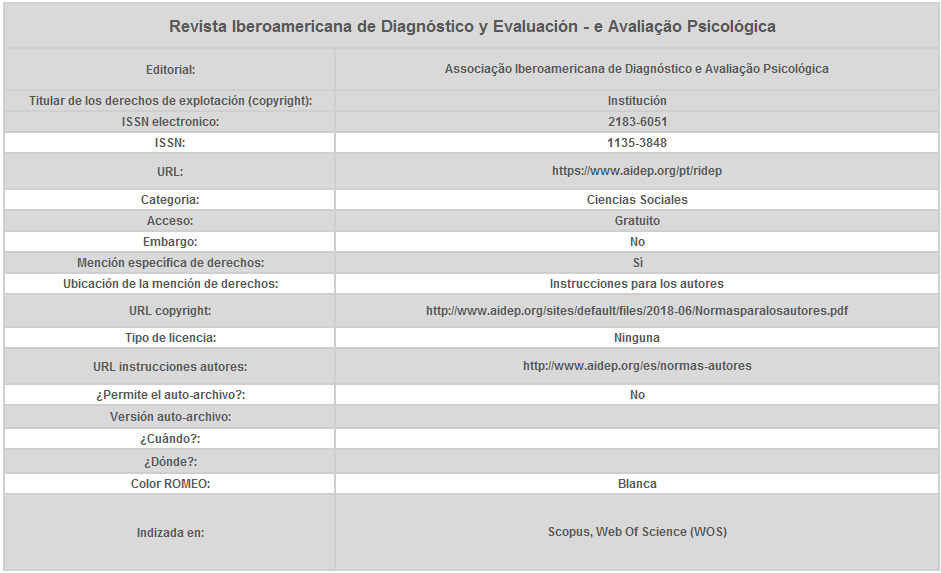 Revista Iberoamericana de Diagnóstico y Evaluación - e Avaliação Psicológica
Editorial: Associação Iberoamericana de Diagnóstico e Avaliação Psicológica
Titular de los derechos de explotación (copyright): Institución
ISSN electronico: 2183-6051
ISSN: 1135-3848
URL: https://www.aidep.org/pt/ridep
Categoria: Ciencias Sociales
Acceso: Gratuito
Embargo: No
Mención específica de derechos: Si
Ubicación de la mención de derechos: Instrucciones para los autores
URL copyright: http://www.aidep.org/sites/default/files/2018-06/Normasparalosautores.pdf
Tipo de licencia: Ninguna
URL instrucciones autores: http://www.aidep.org/es/normas-autores
¿Permite el auto-archivo?: No
Versión auto-archivo:
¿Cuándo?:
¿Dónde?:
Color ROMEO: Blanca
Indizada en: Scopus, Web Of Science (WOS)